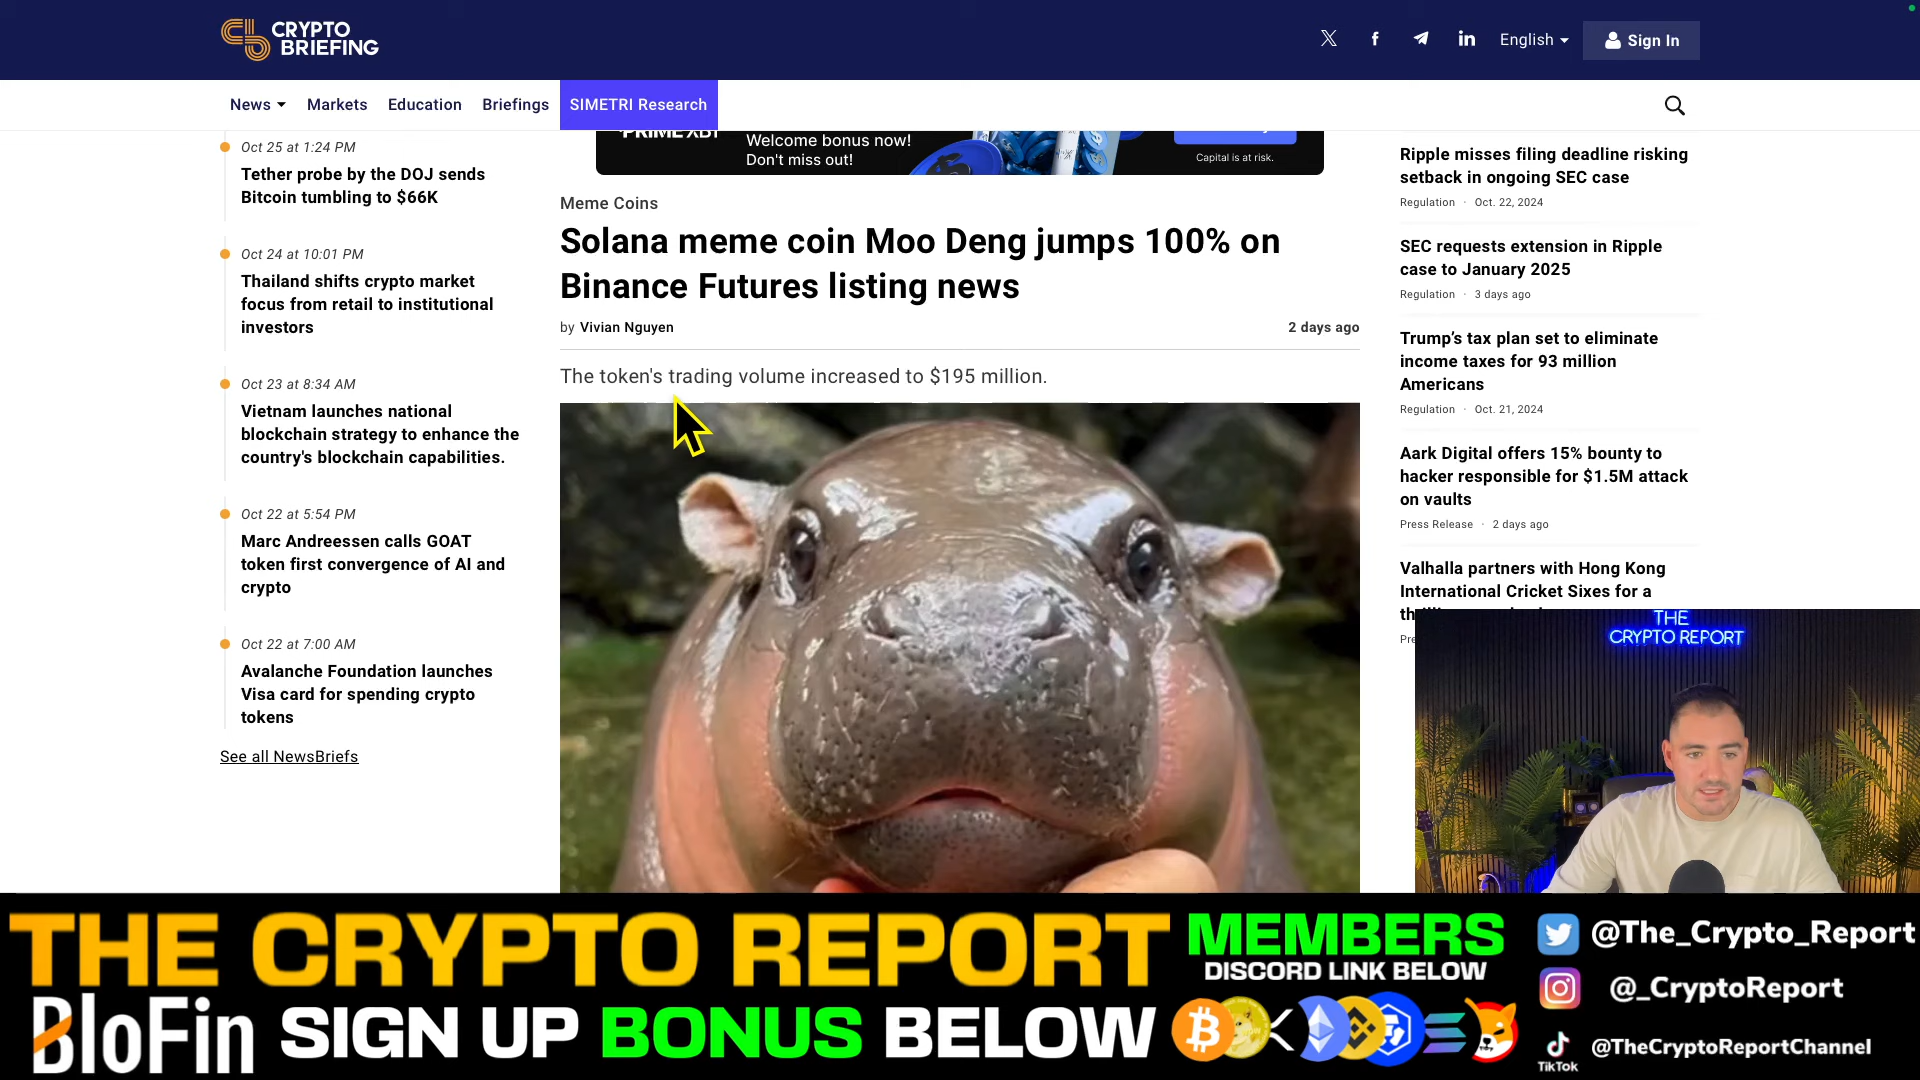 CRYPTO
BRIEFING
English
Sign In
News
Markets
Education
Briefings
SIMETRI Research
Oct 25 at 1:24 PM
Tether probe by the DOJ sends
Bitcoin tumbling to $66K
Oct 24 at 10:01 PM
Thailand shifts crypto market
focus from retail to institutional
investors
Oct 23 at 8:34 AM
Vietnam launches national
blockchain strategy to enhance the
country's blockchain capabilities.
Oct 22 at 5:54 PM
Marc Andreessen calls GOAT
token first convergence of AI and
crypto
Oct 22 at 7:00 AM
Avalanche Foundation launches
Visa card for spending crypto
tokens
See all NewsBriefs
PRIME XBT
Welcome bonus now!
Don't miss out!
Capital is at risk.
Meme Coins
Solana meme coin Moo Deng jumps 100% on
Binance Futures listing news
by Vivian Nguyen
2 days ago
The token's trading volume increased to $195 million.
Ripple misses filing deadline risking
setback in ongoing SEC case
Regulation · Oct. 22, 2024
SEC requests extension in Ripple
case to January 2025
Regulation · 3 days ago
Trump’s tax plan set to eliminate
income taxes for 93 million
Americans
Regulation · Oct. 21, 2024
Aark Digital offers 15% bounty to
hacker responsible for $1.5M attack
on vaults
Press Release · 2 days ago
Valhalla partners with Hong Kong
International Cricket Sixes for a
THE
CRYPTO REPORT
THE CRYPTO REPORT
BloFin SIGN UP BONUS BELOW
MEMBERS
DISCORD LINK BELOW
@The_Crypto_Report
@_CryptoReport
TikTok
@TheCryptoReportChannel